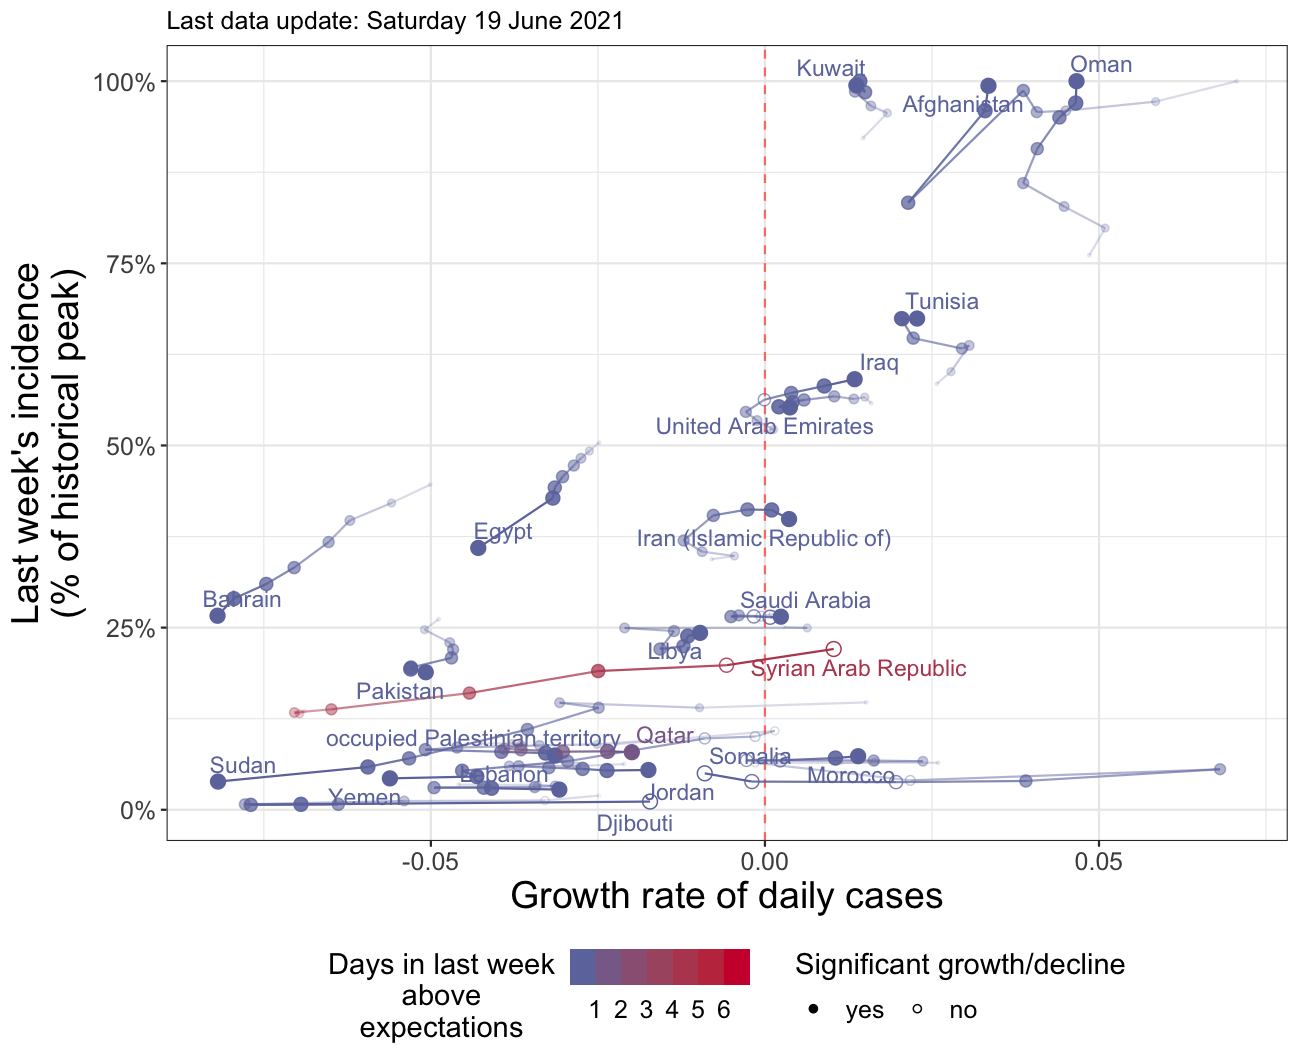 Last data update: Saturday 19 June 2021
Last week's incidence
(% of historical peak)
100%
75%
50%
25%
0%
Kuwait
Oman
Afghanistan
Tunisia
Iraq
United Arab Emirates
Egypt
Iran (Islamic Republic of)
Bahrain
Saudi Arabia
Libya
Syrian Arab Republic
Pakistan
occupied Palestinian territory
Qatar
Sudan
Somalia
Lebanon
Morocco
Yemen
Jordan
Djibouti
-0.05
0.00
0.05
Growth rate of daily cases
Days in last week
above
expectations
1 2 3 4 5 6
Significant growth/decline
yes
no